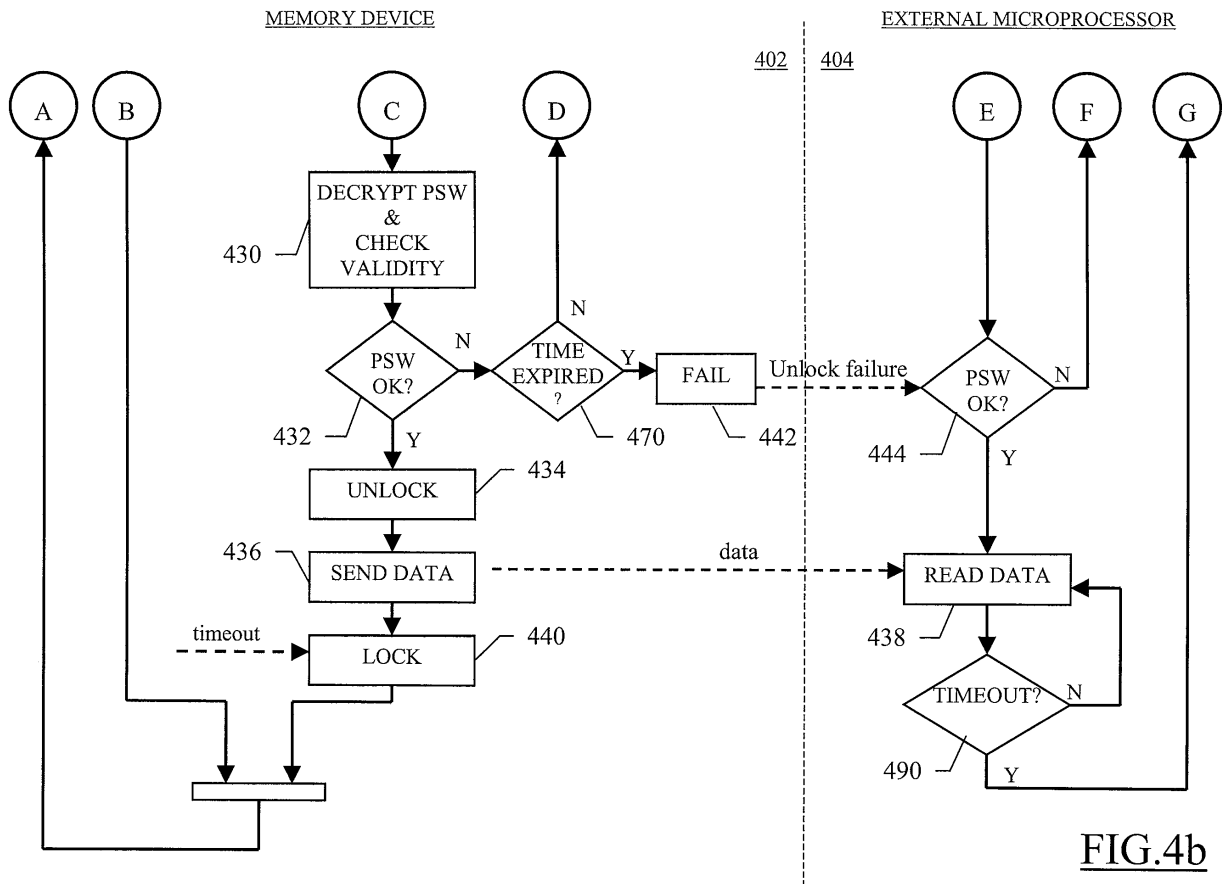 MEMORY DEVICE
EXTERNAL MICROPROCESSOR
402
404
A
B
C
D
E
F
G
DECRYPT PSW
&
CHECK
VALIDITY
430
PSW
OK?
N
432
Y
TIME
EXPIRED
?
N
Y
470
FAIL
442
Unlock failure
PSW
OK?
N
444
Y
UNLOCK
434
436
SEND DATA
data
READ DATA
438
timeout
LOCK
440
TIMEOUT?
N
490
Y
FIG.4b